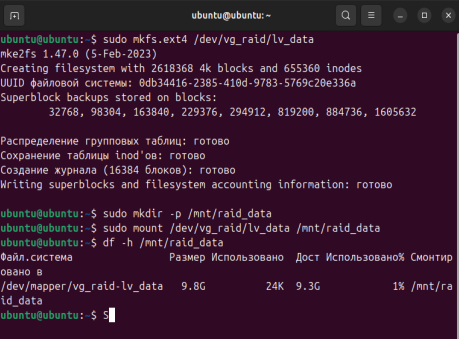 ubuntu@ubuntu: ~
ubuntu@ubuntu:~$ sudo mkfs.ext4 /dev/vg_raid/lv_data
mke2fs 1.47.0 (5-Feb-2023)
Creating filesystem with 2618368 4k blocks and 655360 inodes
UUID файловой системы: 0db34416-2385-410d-9783-5769c20e336a
Superblock backups stored on blocks:
32768, 98304, 163840, 229376, 294912, 819200, 884736, 1605632
Распределение групповых таблиц: готово
Сохранение таблицы inod'ов: готово
Создание журнала (16384 блоков): готово
Writing superblocks and filesystem accounting information: готово
ubuntu@ubuntu:~$ sudo mkdir -p /mnt/raid_data
ubuntu@ubuntu:~$ sudo mount /dev/vg_raid/lv_data /mnt/raid_data
ubuntu@ubuntu:~$ df -h /mnt/raid_data
Файл.система Размер Использовано Дост Использовано% Смонтир
овано в
/dev/mapper/vg_raid-lv_data 9.8G 24K 9.3G 1% /mnt/ra
id_data
ubuntu@ubuntu:~$ S